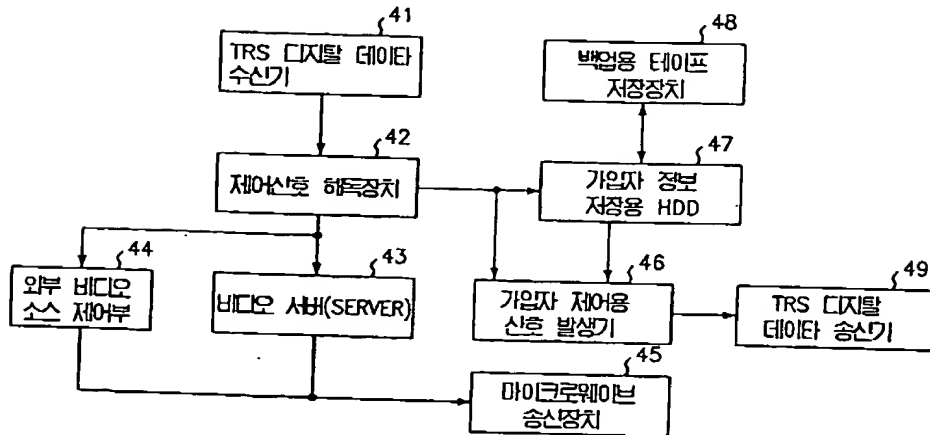 41
TRS 디지탈 데이타
수신기
48
백업용 테이프
저장장치
42
제어신호 해독장치
47
가입자 정보
저장용 HDD
44
외부 비디오
소스 제어부
43
비디오 서버(SERVER)
46
가입자 제어용
신호 발생기
49
TRS 디지탈
데이타 송신기
45
마이크로웨이브
송신장치